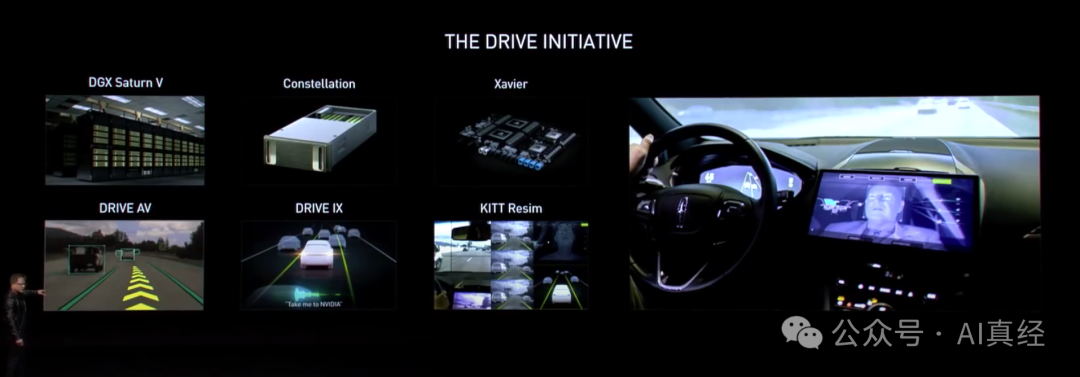 THE DRIVE INITIATIVE
DGX Saturn V
Constellation
Xavier
DRIVE AV
DRIVE IX
KITT Resim
"Take me to NVIDIA"
公众号 · AI真经